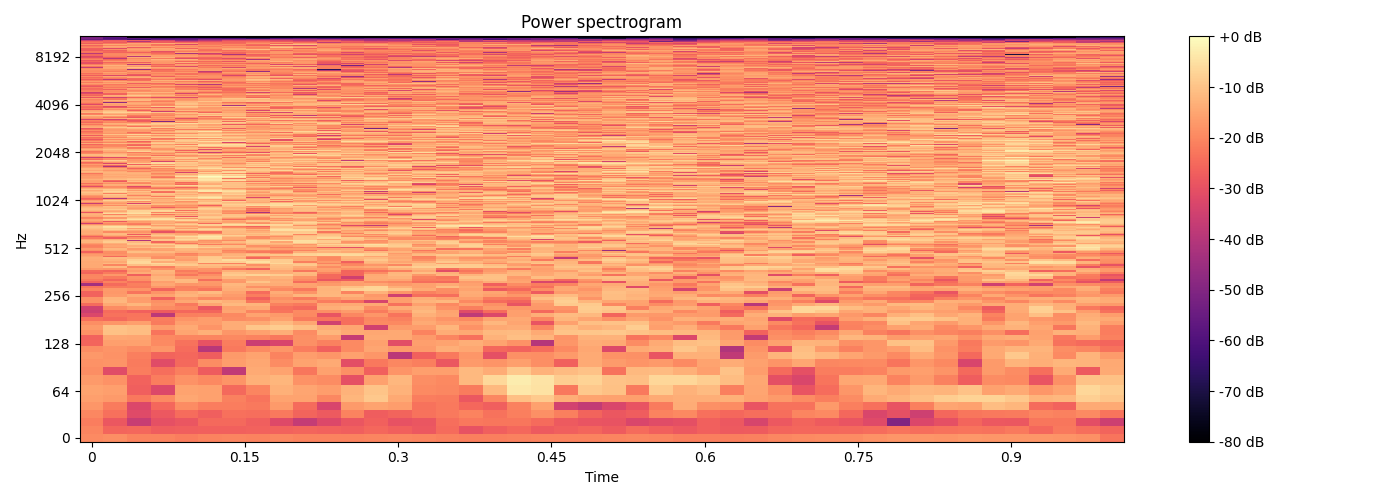 Power spectrogram
Hz
8192
4096
2048
1024
512
256
128
64
0
0 0.15 0.3 0.45 0.6 0.75 0.9
Time
+0 dB
-10 dB
-20 dB
-30 dB
-40 dB
-50 dB
-60 dB
-70 dB
-80 dB